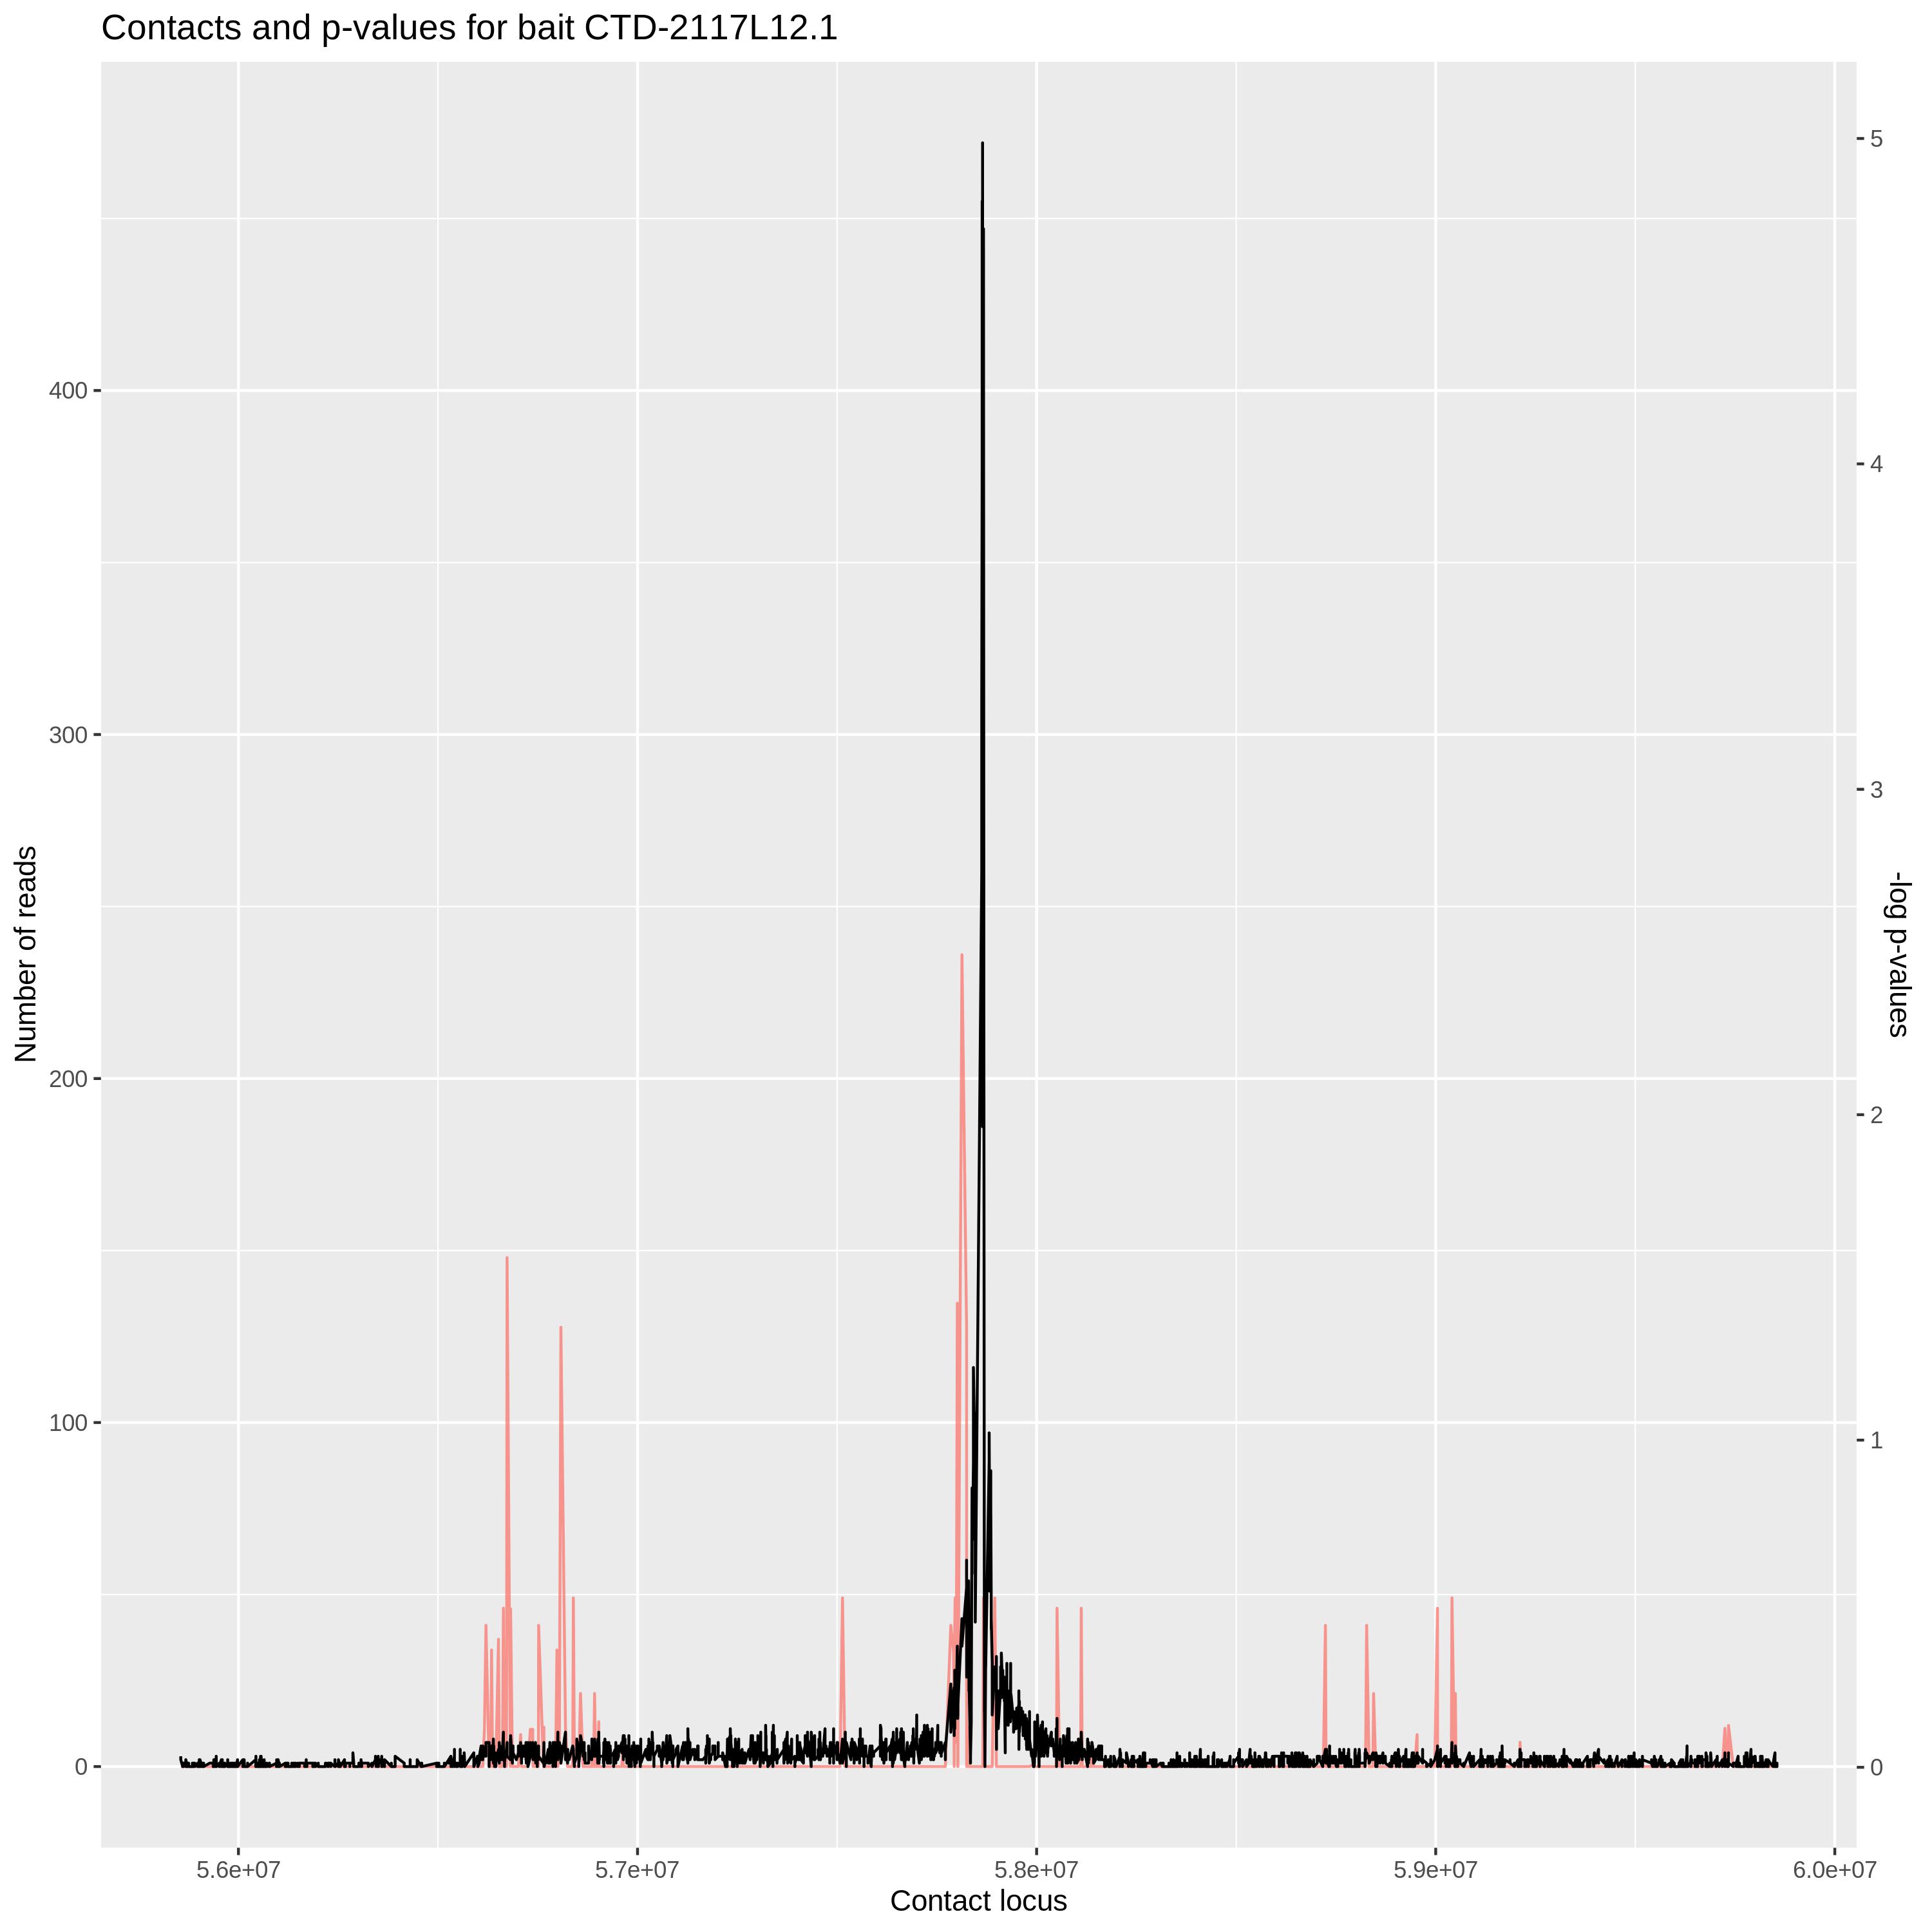 Contacts and p-values for bait CTD-2117L12.1
Number of reads
400
300
200
100
0
5
4
3
2
1
0
-log p-values
5.6e+07
5.7e+07
5.8e+07
5.9e+07
6.0e+07
Contact locus